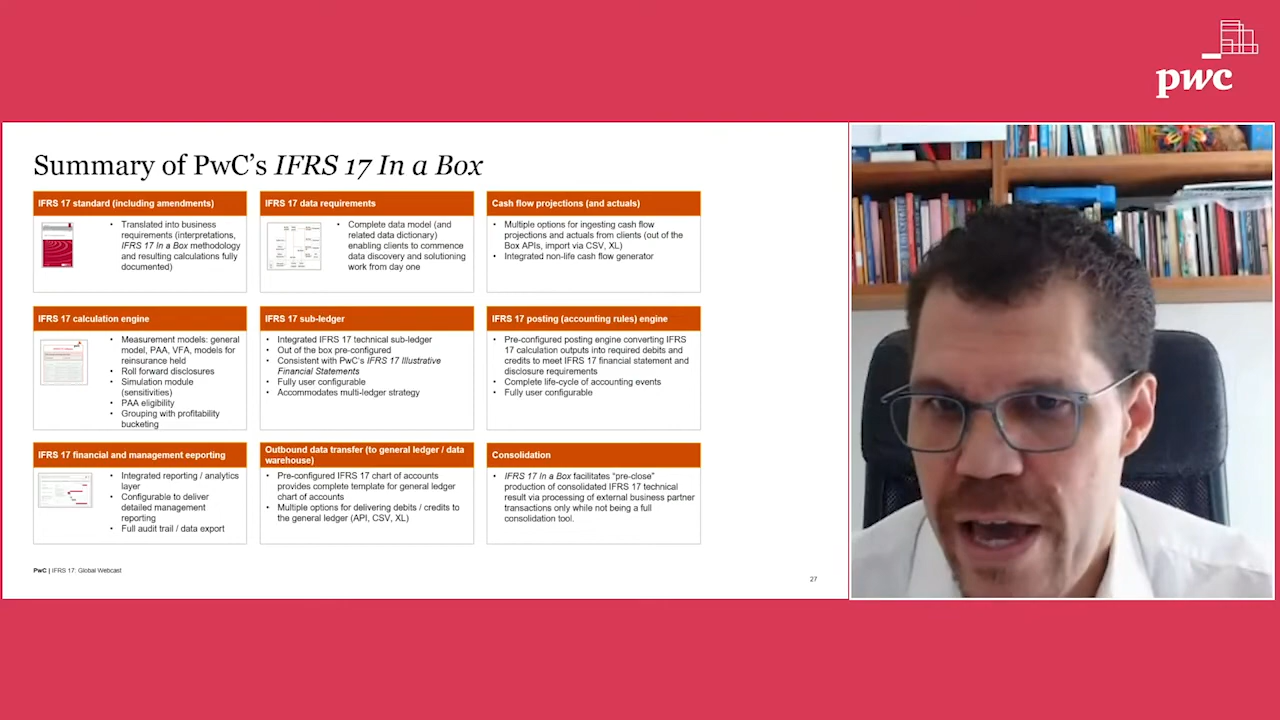 pwc
Summary of PwC's IFRS 17 In a Box
IFRS 17 standard (including amendments)
• Translated into business
requirements (interpretations,
IFRS 17 In a Box methodology
and resulting calculations fully
documented)
IFRS 17 data requirements
• Complete data model (and
related data dictionary)
enabling clients to commence
data discovery and solutioning
work from day one
Cash flow projections (and actuals)
• Multiple options for ingesting cash flow
projections and actuals from clients (out of the
Box APIs, import via CSV, XL)
• Integrated non-life cash flow generator
IFRS 17 calculation engine
• Measurement models: general
model, PAA, VFA, models for
reinsurance held
• Roll forward disclosures
• Simulation module
(sensitivities)
• PAA eligibility
• Grouping with profitability
bucketing
IFRS 17 sub-ledger
• Integrated IFRS 17 technical sub-ledger
• Out of the box pre-configured
• Consistent with PwC's IFRS 17 Illustrative
Financial Statements
• Fully user configurable
• Accommodates multi-ledger strategy
IFRS 17 posting (accounting rules) engine
• Pre-configured posting engine converting IFRS
17 calculation outputs into required debits and
credits to meet IFRS 17 financial statement and
disclosure requirements
• Complete life-cycle of accounting events
• Fully user configurable
IFRS 17 financial and management eeporting
• Integrated reporting / analytics
layer
• Configurable to deliver
detailed management
reporting
• Full audit trail / data export
Outbound data transfer (to general ledger / data
warehouse)
• Pre-configured IFRS 17 chart of accounts
provides complete template for general ledger
chart of accounts
• Multiple options for delivering debits / credits to
the general ledger (API, CSV, XL)
Consolidation
• IFRS 17 In a Box facilitates "pre-close"
production of consolidated IFRS 17 technical
result via processing of external business partner
transactions only while not being a full
consolidation tool.
PwC | IFRS 17: Global Webcast
27